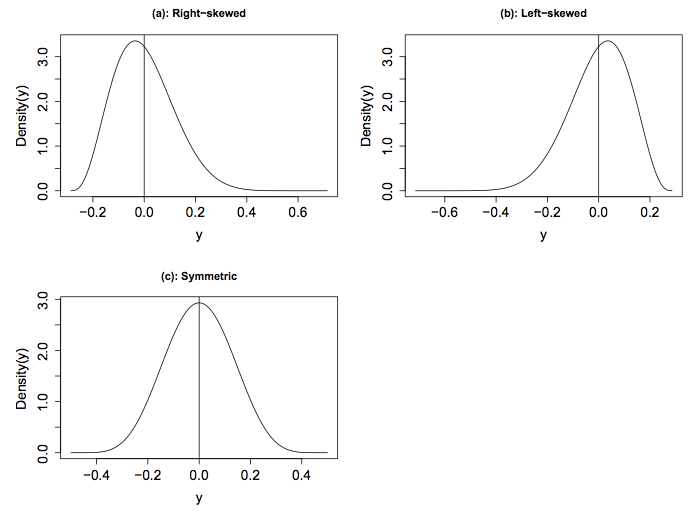 (a): Right−skewed
Density(y)
0.0 1.0 2.0 3.0
−0.2 0.0 0.2 0.4 0.6
y
(b): Left−skewed
Density(y)
0.0 1.0 2.0 3.0
−0.6 −0.4 −0.2 0.0 0.2
y
(c): Symmetric
Density(y)
0.0 1.0 2.0 3.0
−0.4 −0.2 0.0 0.2 0.4
y